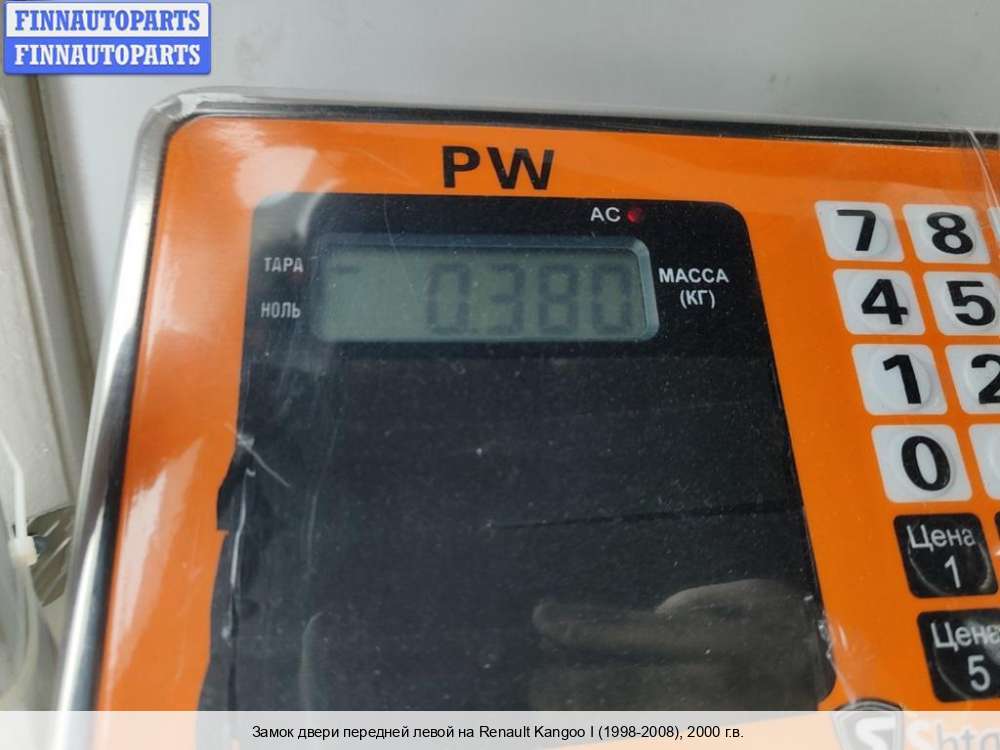 FINNAUTOPARTS
FINNAUTOPARTS
PW
AC
ТАРА
НОЛЬ
0.380
МАССА
(КГ)
7 8
4 5
1 2
0
Цена
1
Цена
5
Замок двери передней левой на Renault Kangoo I (1998-2008), 2000 г.в.